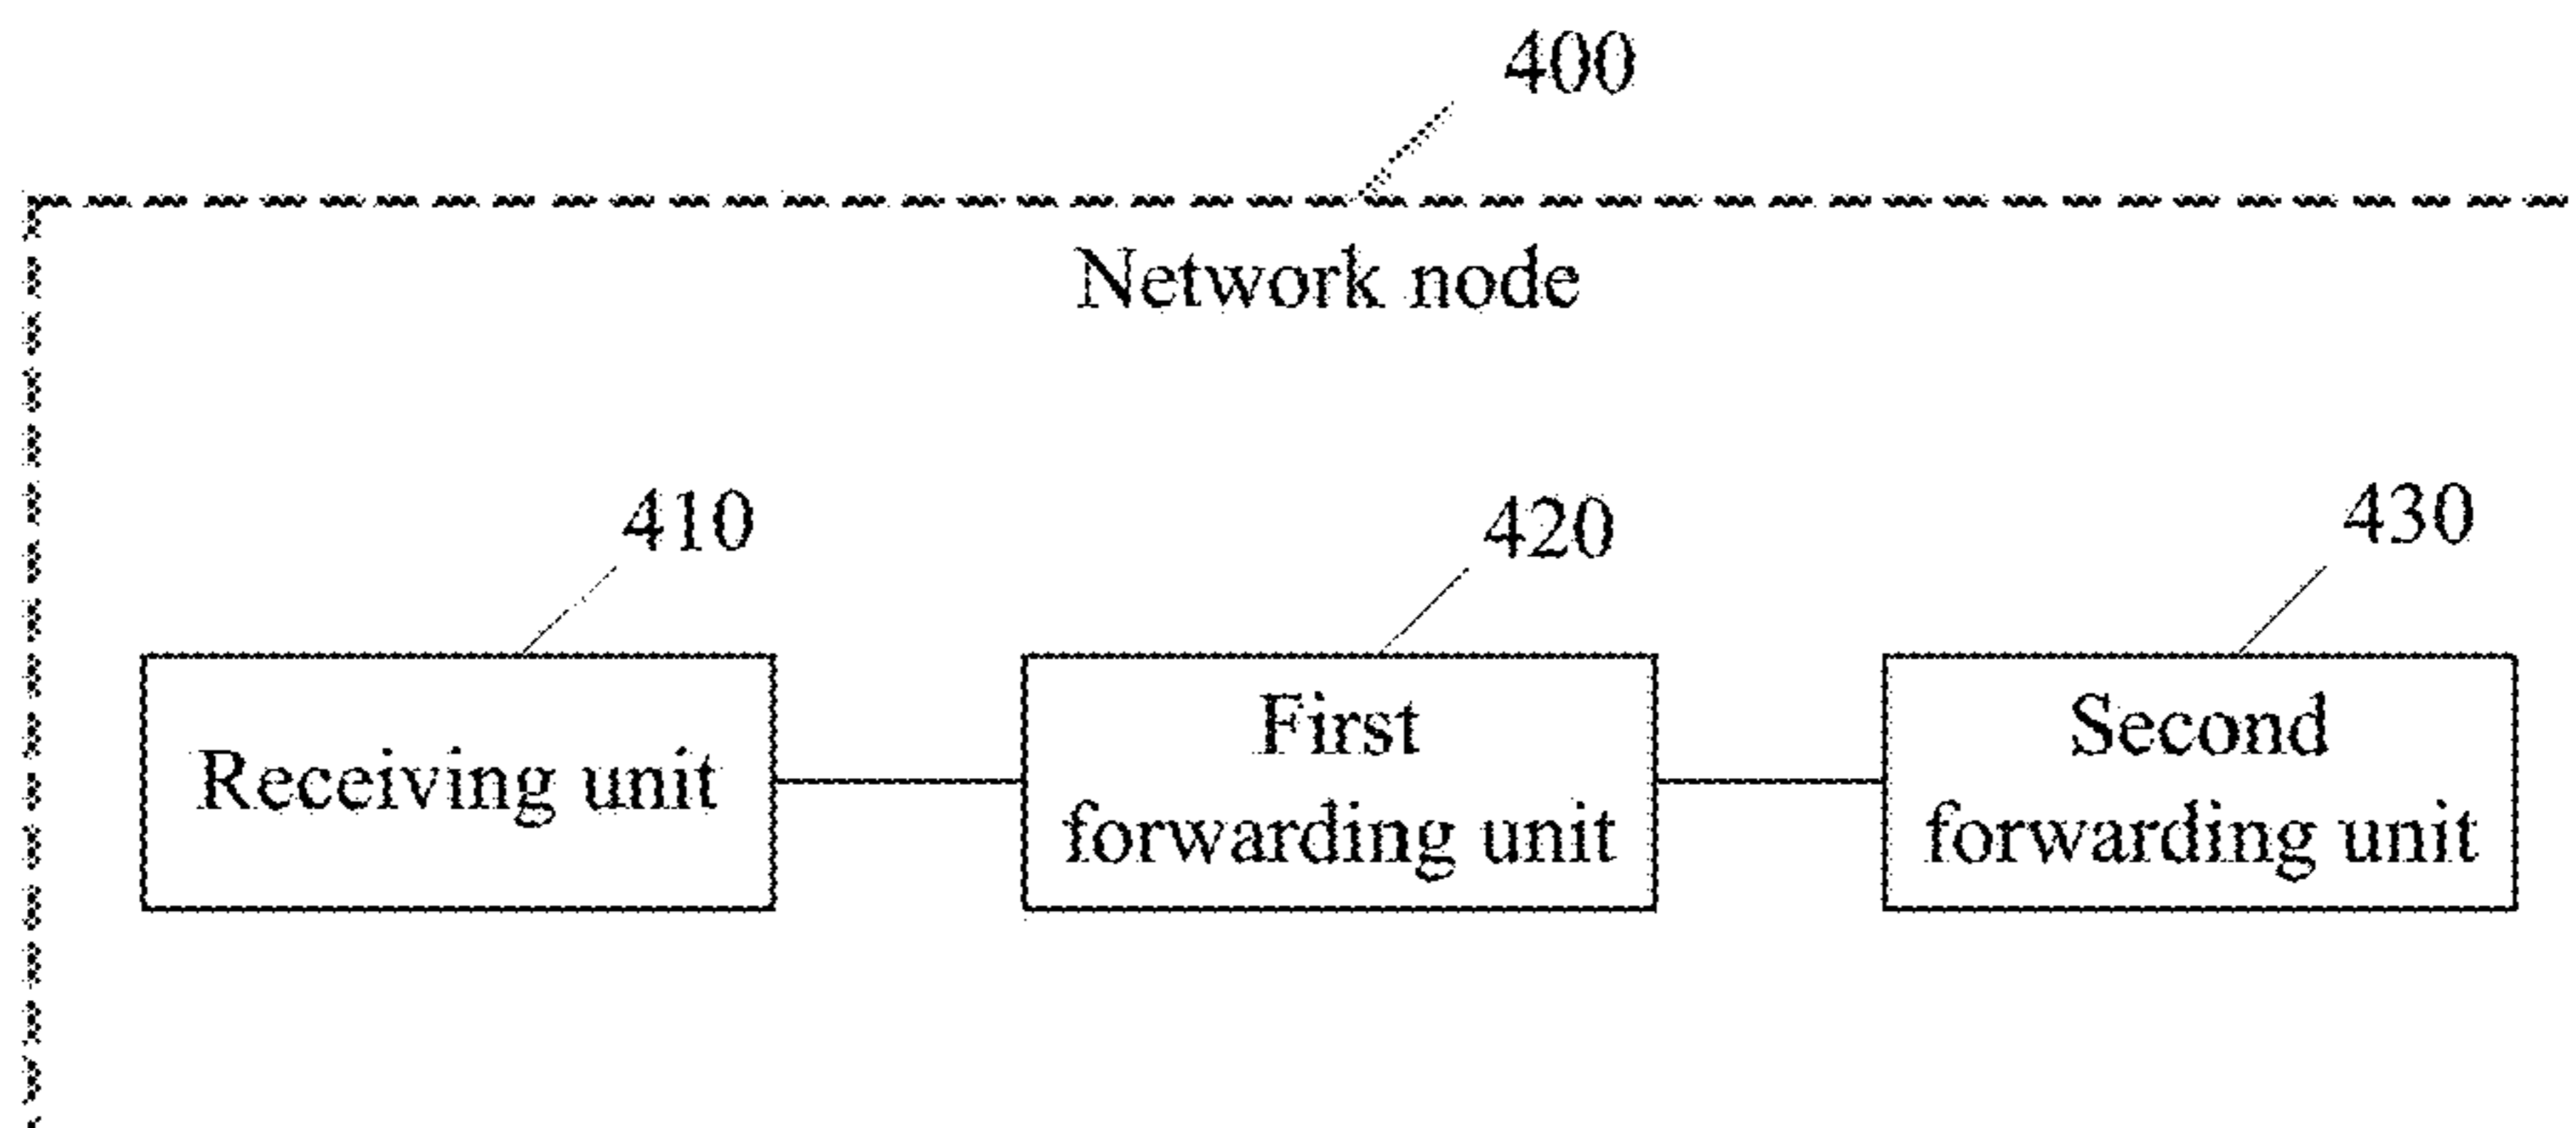 400
Network node
410
420
430
Receiving unit
First
forwarding unit
Second
forwarding unit